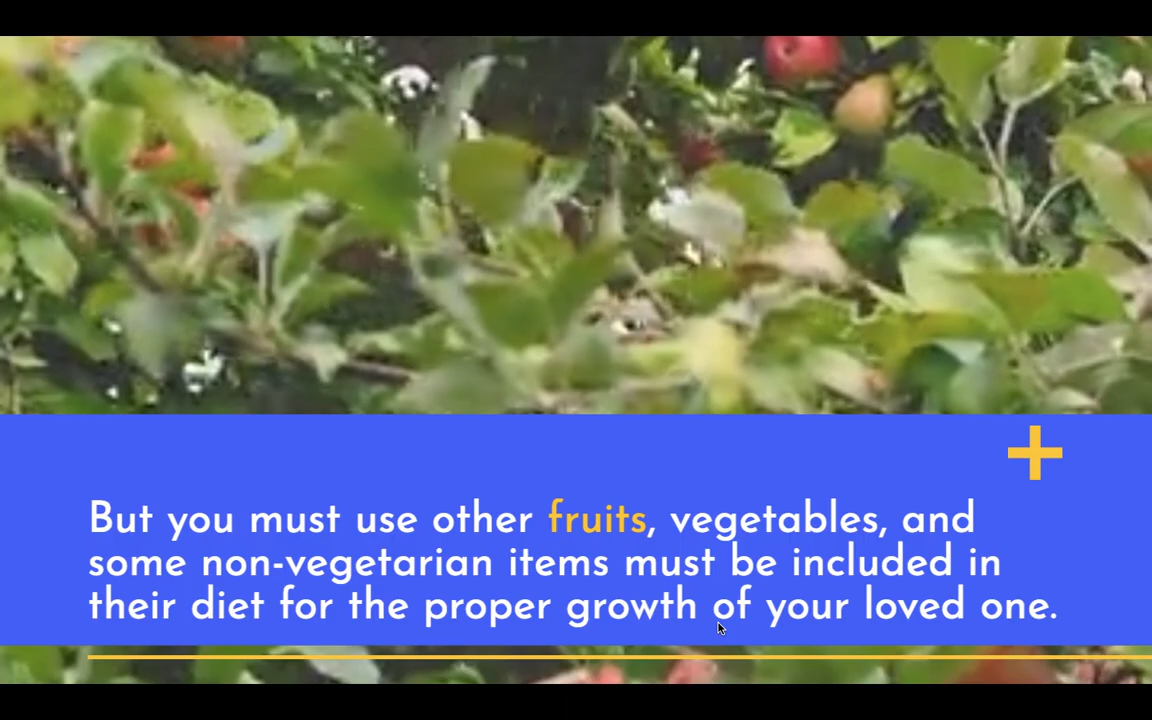 But you must use other fruits, vegetables, and
some non-vegetarian items must be included in
their diet for the proper growth of your loved one.